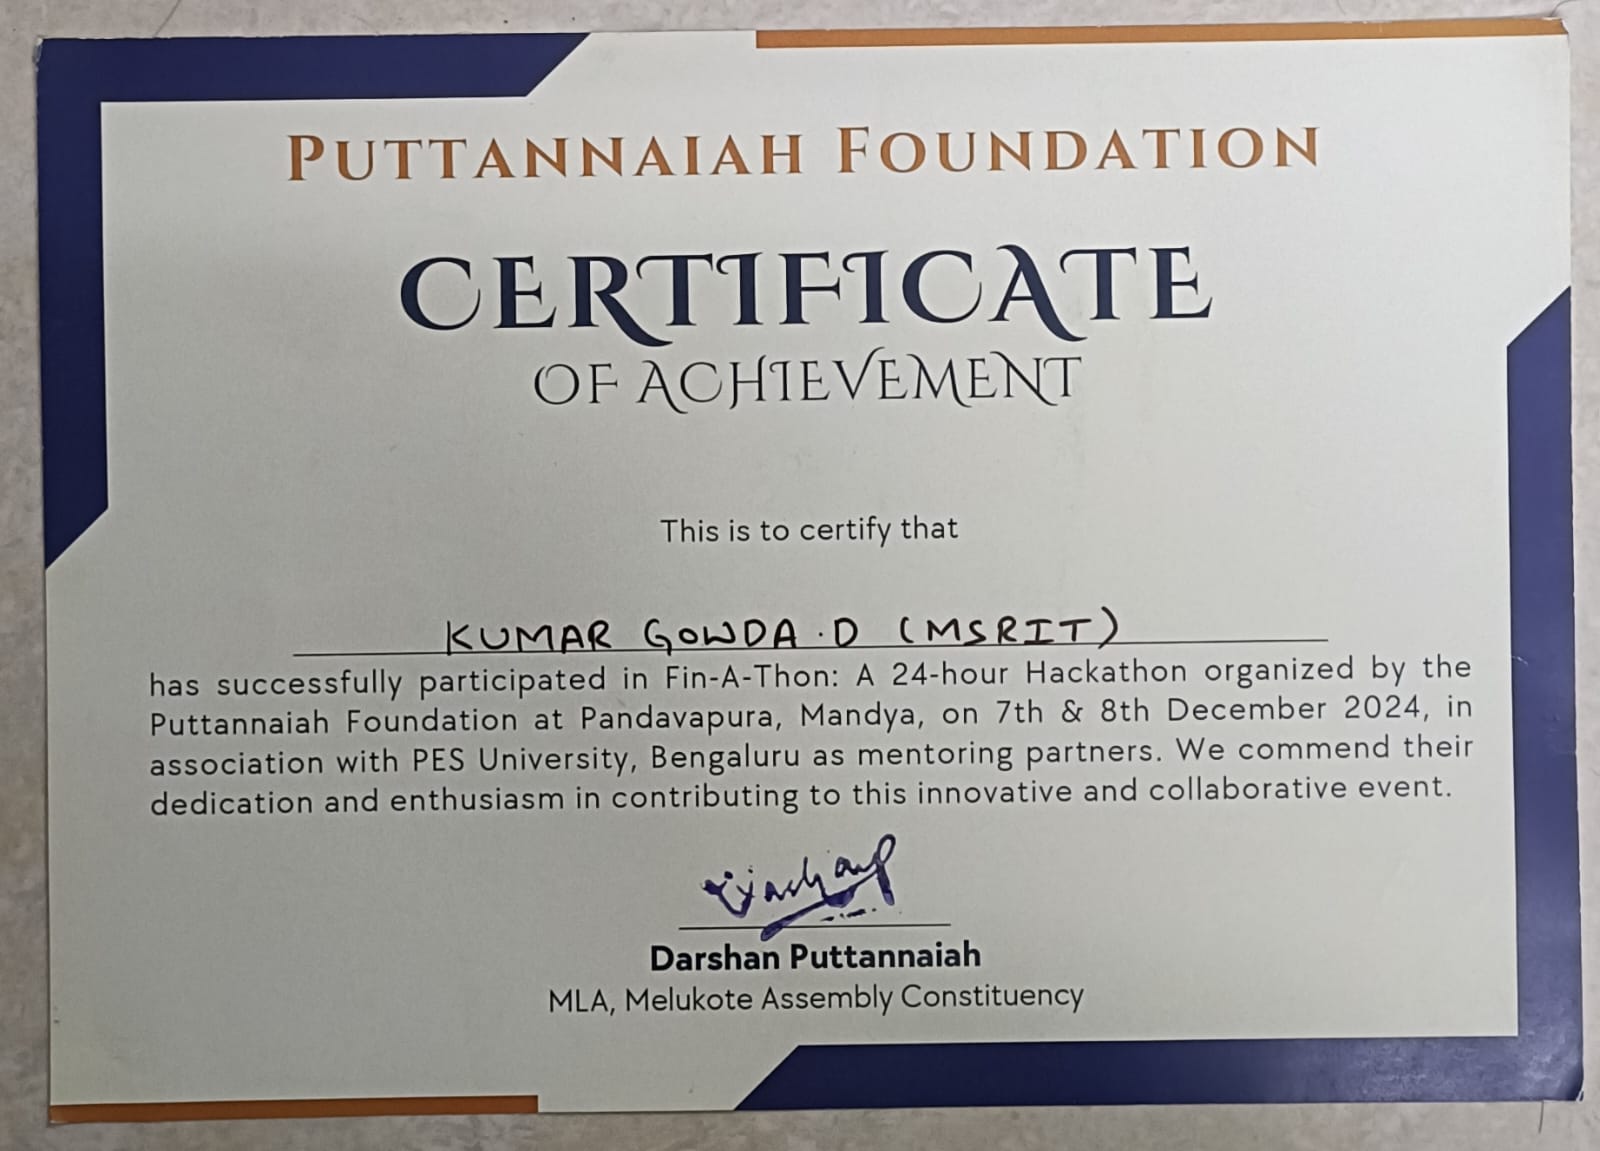 PUTTANNAIAH FOUNDATION
CERTIFICATE
OF ACHIEVEMENT
This is to certify that
KUMAR GOWDA.D (MSRIT)
has successfully participated in Fin-A-Thon: A 24-hour Hackathon organized by the
Puttannaiah Foundation at Pandavapura, Mandya, on 7th & 8th December 2024, in
association with PES University, Bengaluru as mentoring partners. We commend their
dedication and enthusiasm in contributing to this innovative and collaborative event.
Darshan Puttannaiah
MLA, Melukote Assembly Constituency